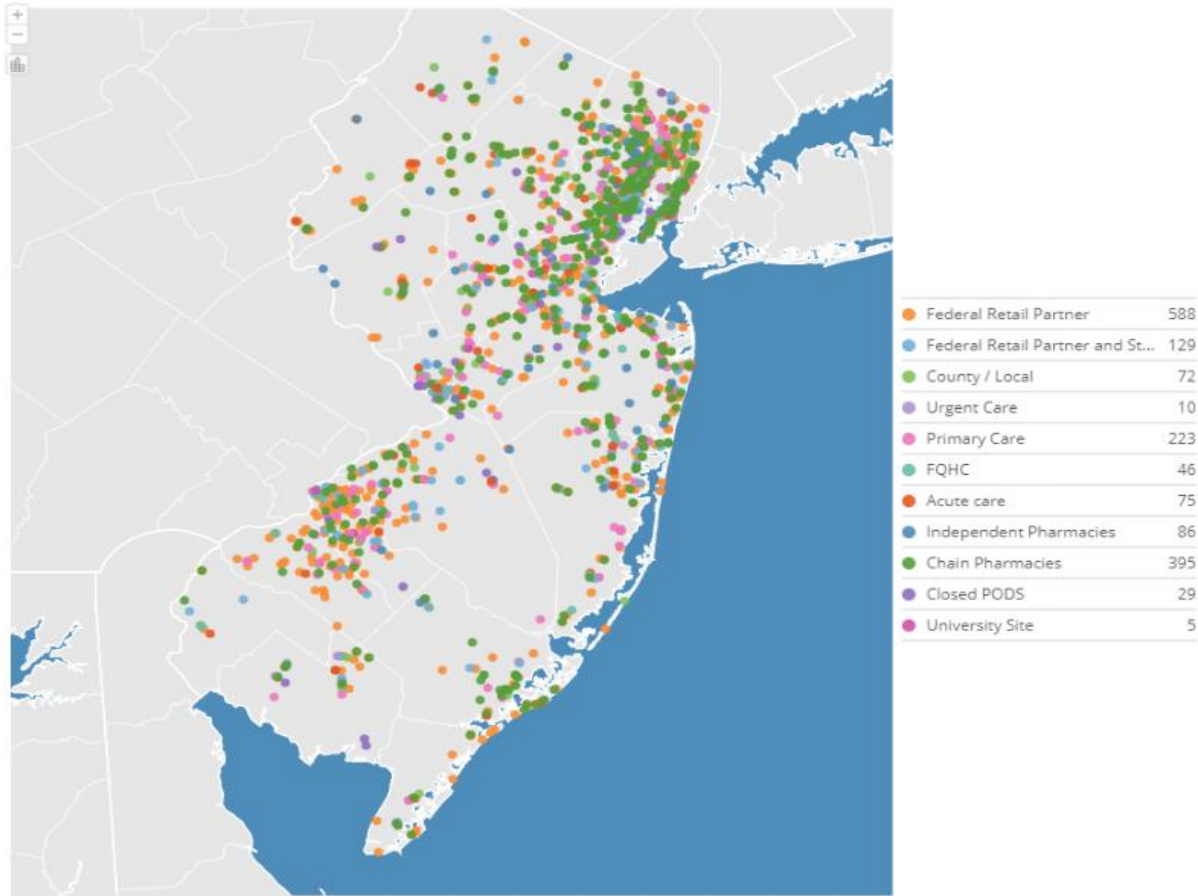 +
−
Federal Retail Partner 588
Federal Retail Partner and St... 129
County / Local 72
Urgent Care 10
Primary Care 223
FQHC 46
Acute care 75
Independent Pharmacies 86
Chain Pharmacies 395
Closed PODS 29
University Site 5